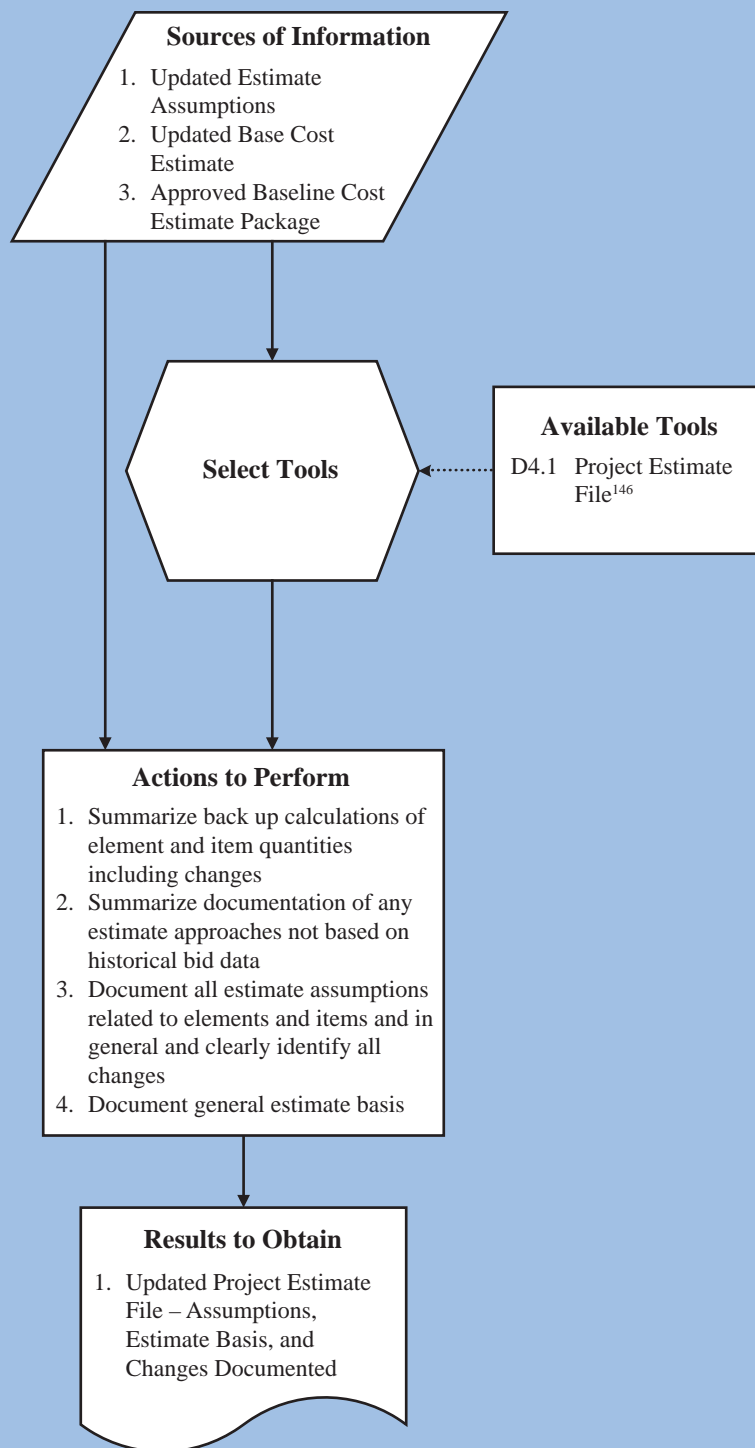 Sources of Information
1. Updated Estimate
Assumptions
2. Updated Base Cost
Estimate
3. Approved Baseline Cost
Estimate Package
Select Tools
Available Tools
D4.1 Project Estimate
File146
Actions to Perform
1. Summarize back up calculations of
element and item quantities
including changes
2. Summarize documentation of any
estimate approaches not based on
historical bid data
3. Document all estimate assumptions
related to elements and items and in
general and clearly identify all
changes
4. Document general estimate basis
Results to Obtain
1. Updated Project Estimate
File – Assumptions,
Estimate Basis, and
Changes Documented